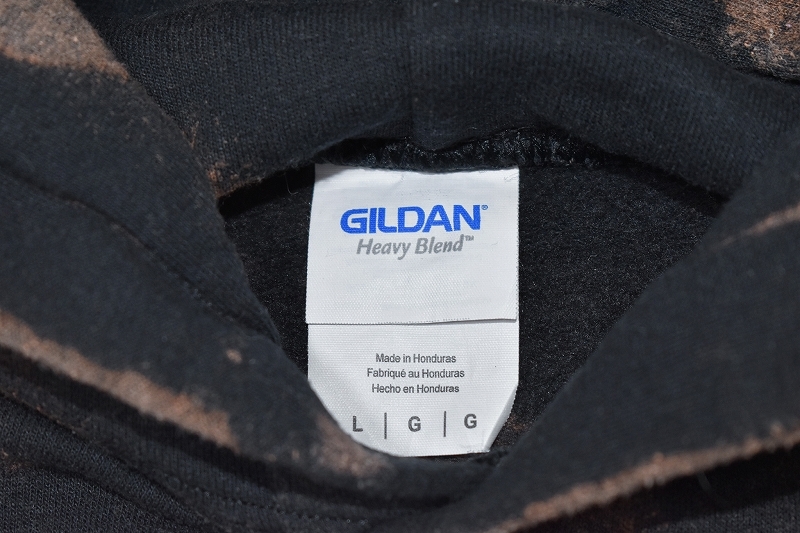 GILDAN®
Heavy Blend™
Made in Honduras
Fabriqué au Honduras
Hecho en Honduras
L | G | G